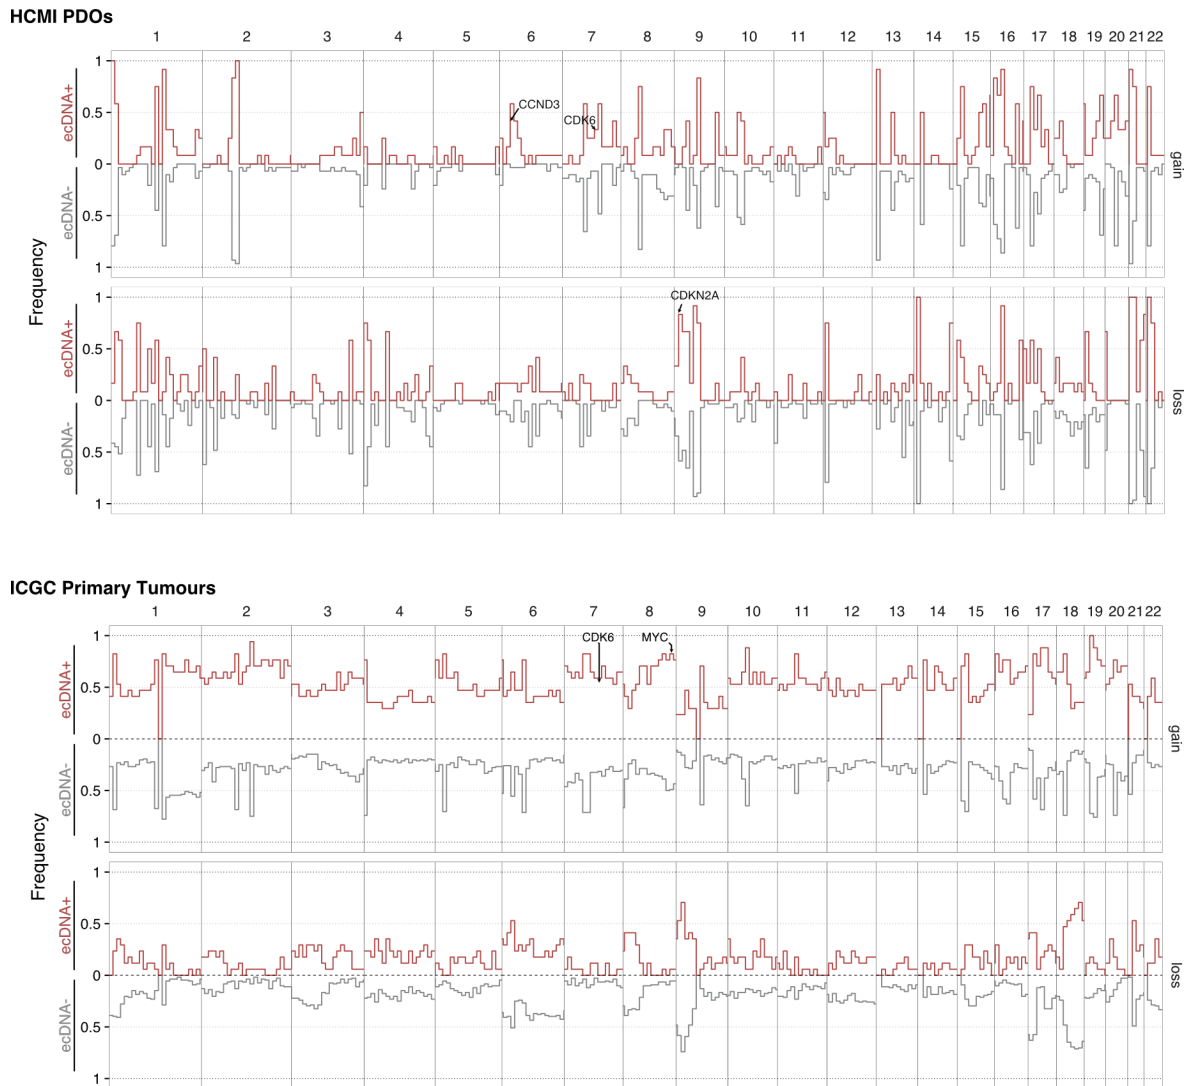 HCMI PDOs
1 2 3 4 5 6 7 8 9 10 11 12 13 14 15 16 17 18 19 20 21 22
Frequency
ecDNA+
ecDNA-
1
0.5
0
0.5
1
CCND3
CDK6
gain
ecDNA+
ecDNA-
1
0.5
0
0.5
1
CDKN2A
loss
ICGC Primary Tumours
1 2 3 4 5 6 7 8 9 10 11 12 13 14 15 16 17 18 19 20 21 22
Frequency
ecDNA+
ecDNA-
1
0.5
0
0.5
1
CDK6
MYC
gain
ecDNA+
ecDNA-
1
0.5
0
0.5
1
loss